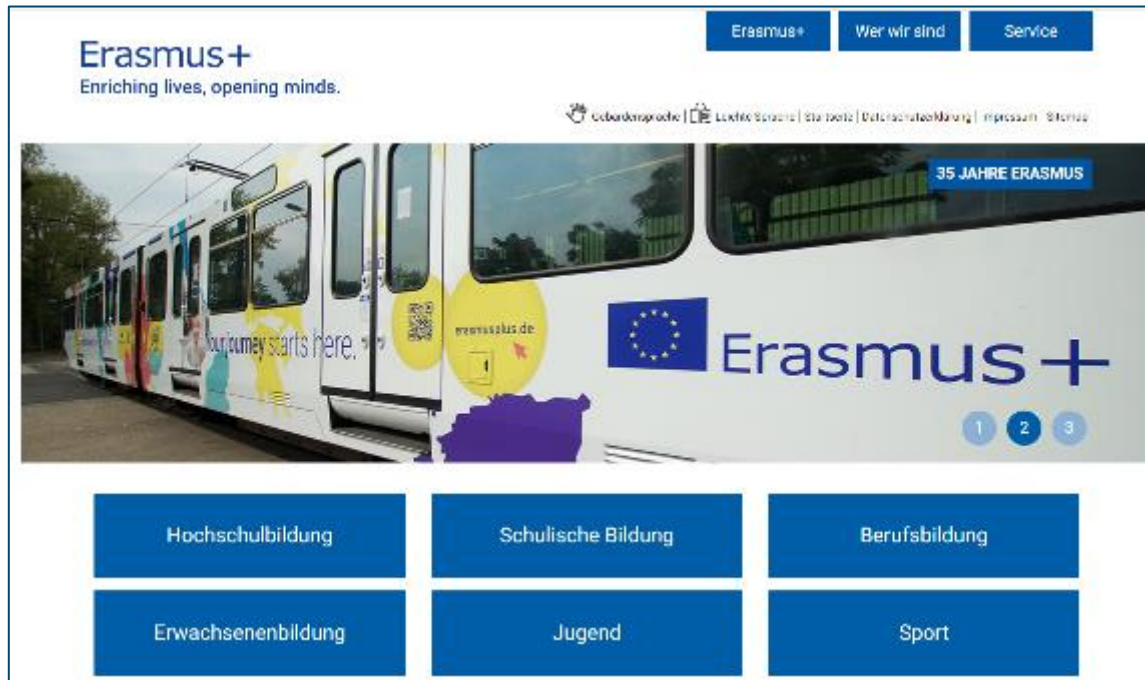 Erasmus+ Wer wir sind Service
Erasmus+
Enriching lives, opening minds.
Gebärdensprache | Leichte Sprache | Startseite | Datenschutzerklärung | Impressum Sitemap
35 JAHRE ERASMUS
Your journey starts here.
erasmusplus.de
Erasmus+
1 2 3
Hochschulbildung Schulische Bildung Berufsbildung
Erwachsenenbildung Jugend Sport